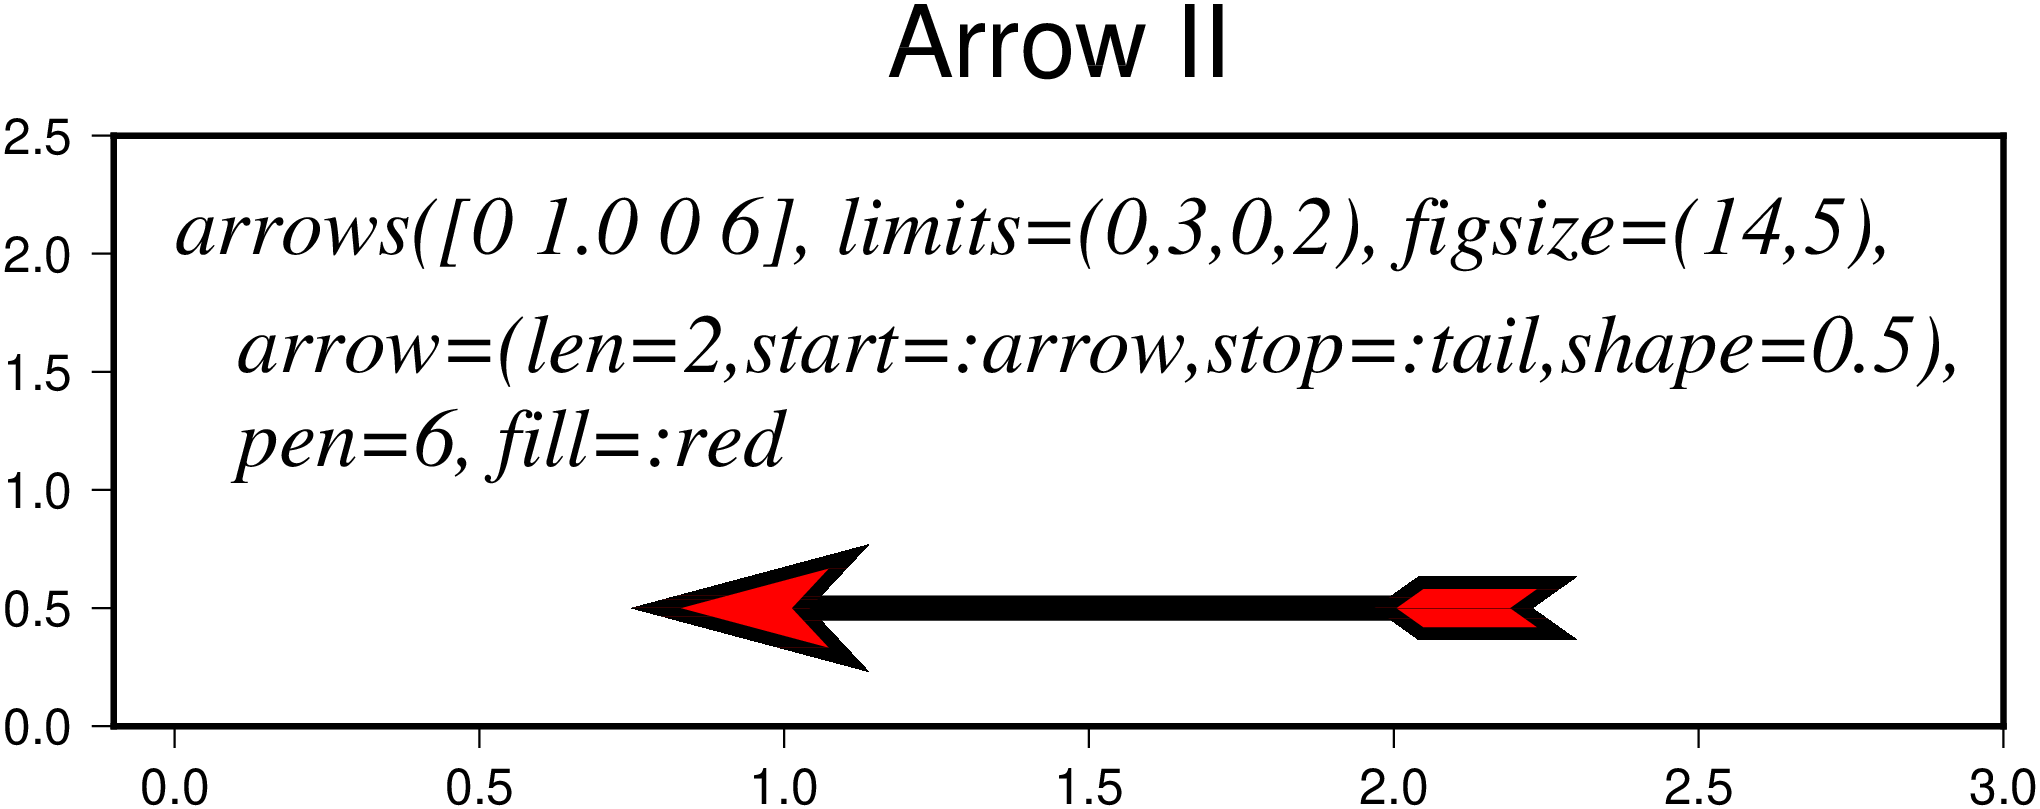 Arrow II
2.5
arrows([0 1.0 0 6], limits=(0,3,0,2), figsize=(14,5),
2.0
arrow=(len=2,start=:arrow,stop=:tail,shape=0.5),
1.5
pen=6, fill=:red
1.0
0.5
0.0
0.0 0.5 1.0 1.5 2.0 2.5 3.0